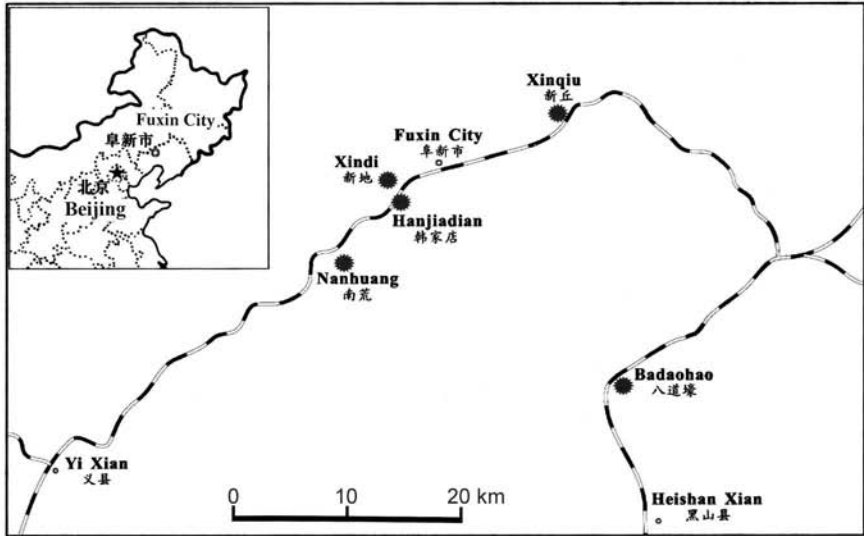 Fuxin City
阜新市
北京
Beijing
Xinqiu
新丘
Fuxin City
阜新市
Xindi
新地
Hanjiadian
韩家店
Nanhuang
南荒
Badaohao
八道壕
Yi Xian
义县
0 10 20 km
Heishan Xian
黑山县